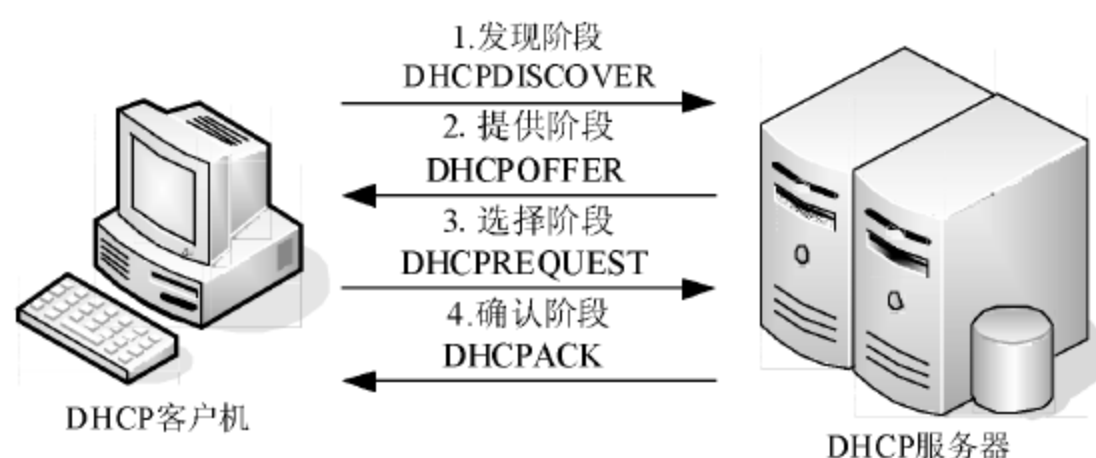 1.发现阶段
DHCPDISCOVER
2. 提供阶段
DHCPOFFER
3. 选择阶段
DHCPREQUEST
4.确认阶段
DHCPACK
DHCP客户机
DHCP服务器